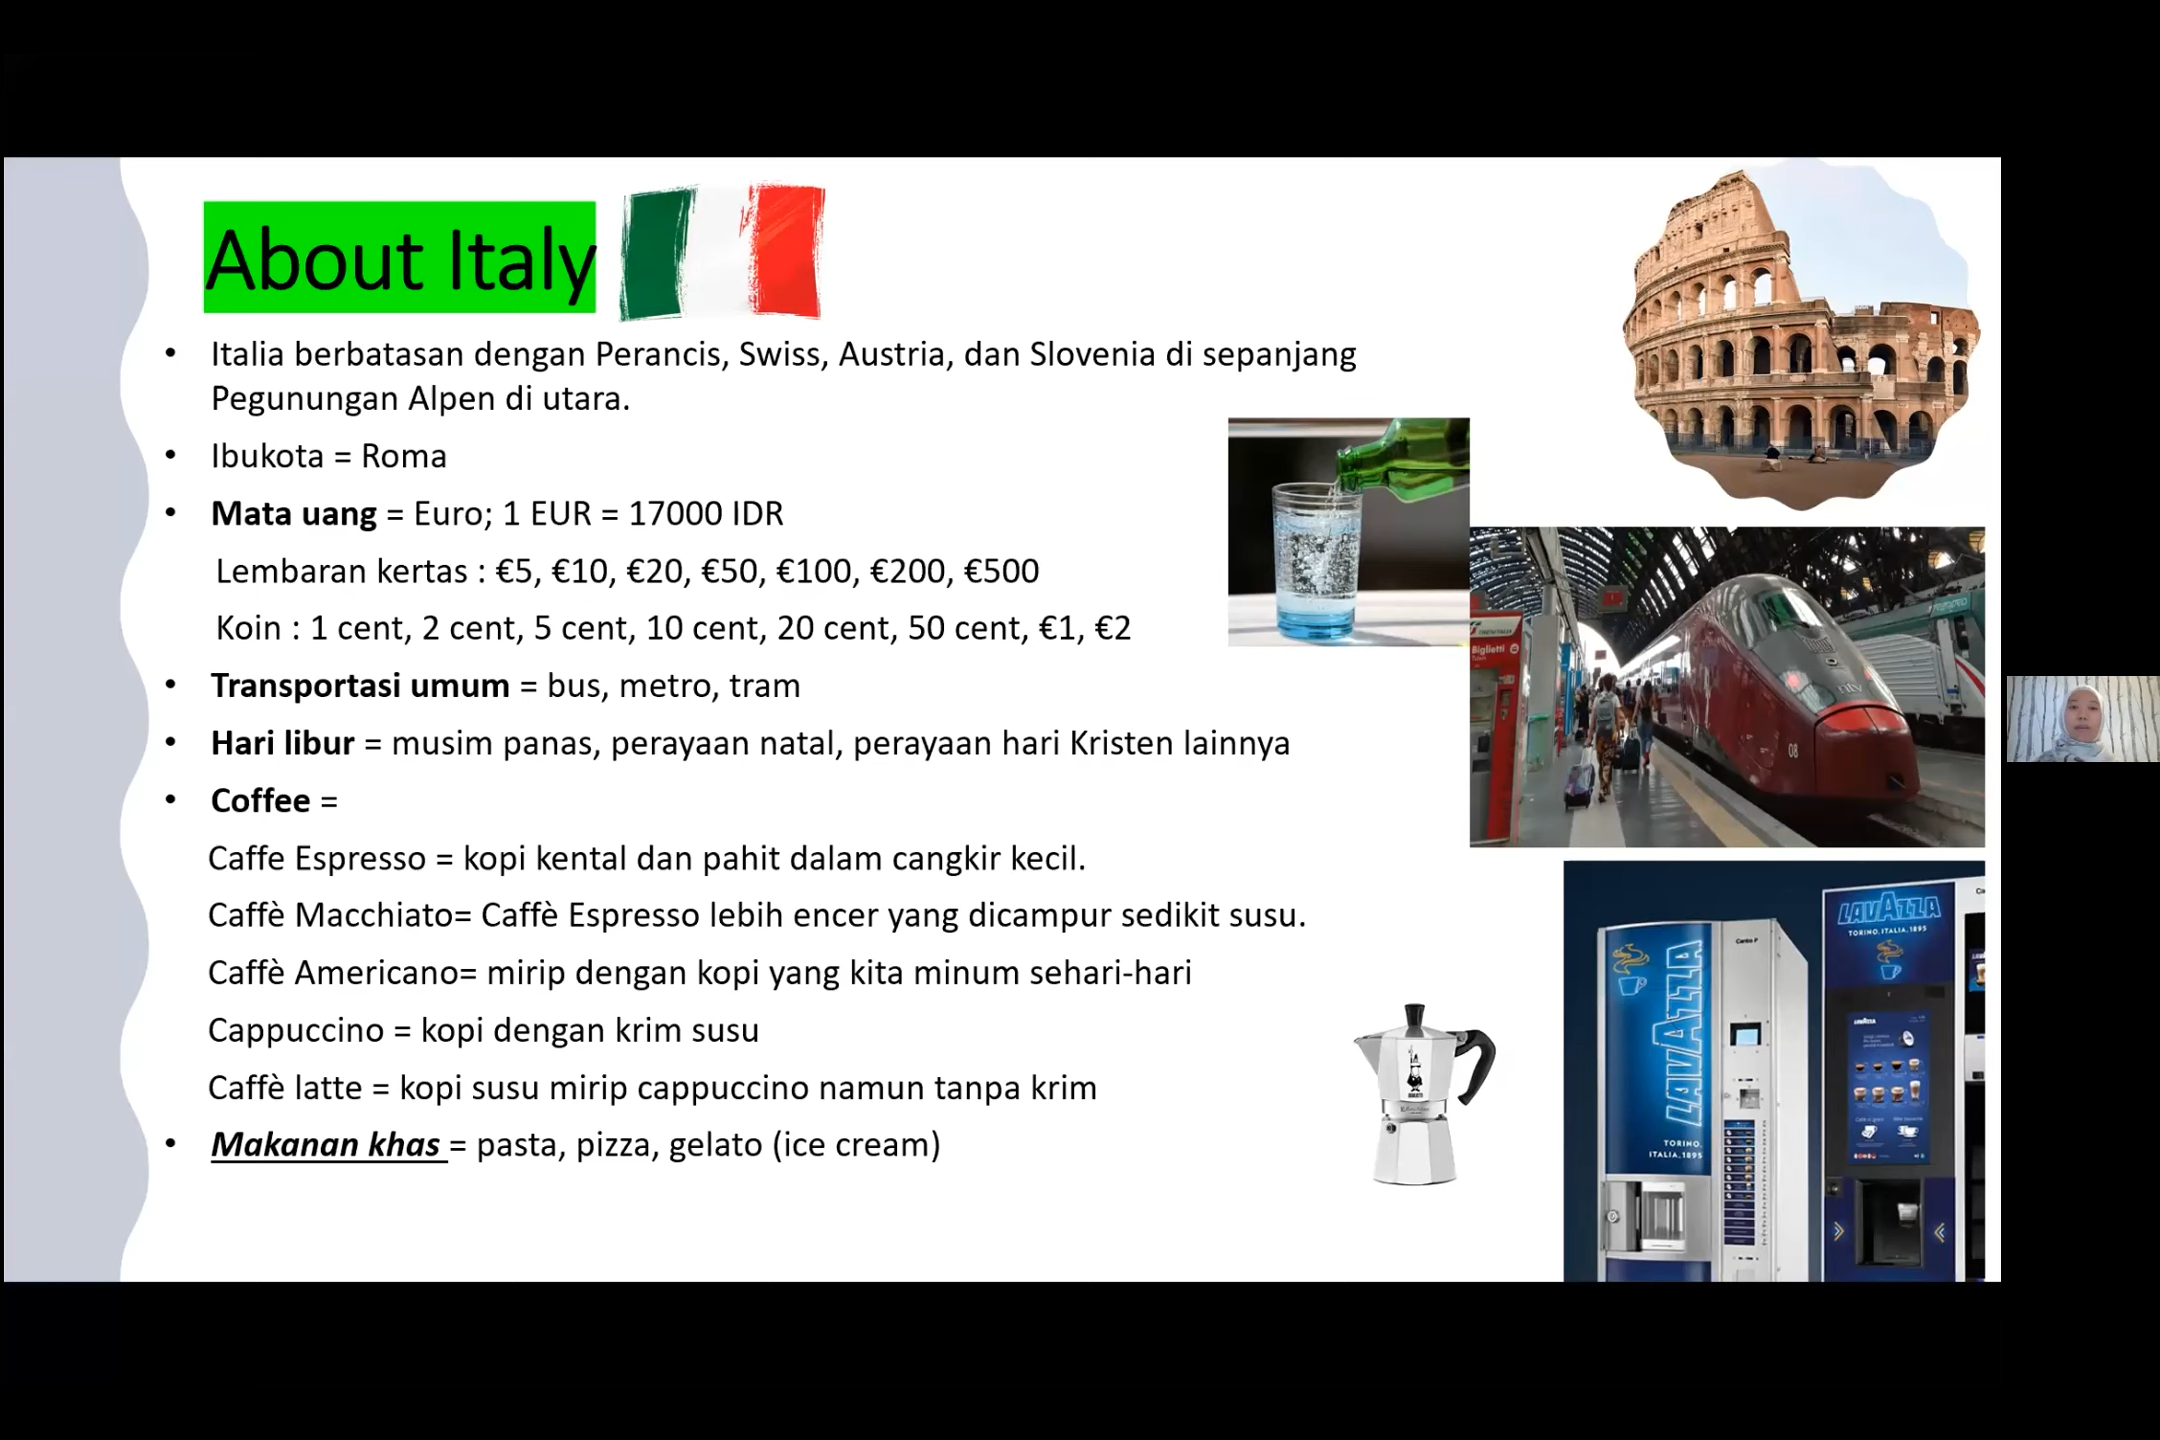 About Italy
• Italia berbatasan dengan Perancis, Swiss, Austria, dan Slovenia di sepanjang
Pegunungan Alpen di utara.
• Ibukota = Roma
• Mata uang = Euro; 1 EUR = 17000 IDR
Lembaran kertas : €5, €10, €20, €50, €100, €200, €500
Koin : 1 cent, 2 cent, 5 cent, 10 cent, 20 cent, 50 cent, €1, €2
• Transportasi umum = bus, metro, tram
• Hari libur = musim panas, perayaan natal, perayaan hari Kristen lainnya
• Coffee =
Caffe Espresso = kopi kental dan pahit dalam cangkir kecil.
Caffè Macchiato= Caffè Espresso lebih encer yang dicampur sedikit susu.
Caffè Americano= mirip dengan kopi yang kita minum sehari-hari
Cappuccino = kopi dengan krim susu
Caffè latte = kopi susu mirip cappuccino namun tanpa krim
• Makanan khas = pasta, pizza, gelato (ice cream)
Biglietti
08
LAVAZZA
TORINO,
ITALIA, 1895
LAVAZZA
TORINO, ITALIA, 1895